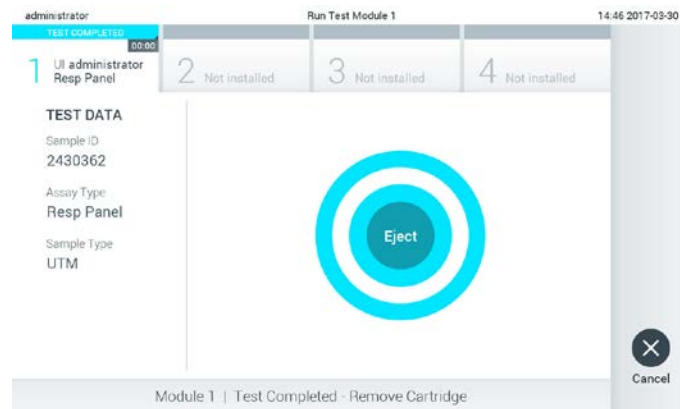 administrator Run Test Module 1 14:46 2017-03-30
TEST COMPLETED
00:00
1 UI administrator
Resp Panel
2 Not installed
3 Not installed
4 Not installed
TEST DATA
Sample ID
2430362
Assay Type
Resp Panel
Sample Type
UTM
Eject
Cancel
Module 1 | Test Completed - Remove Cartridge